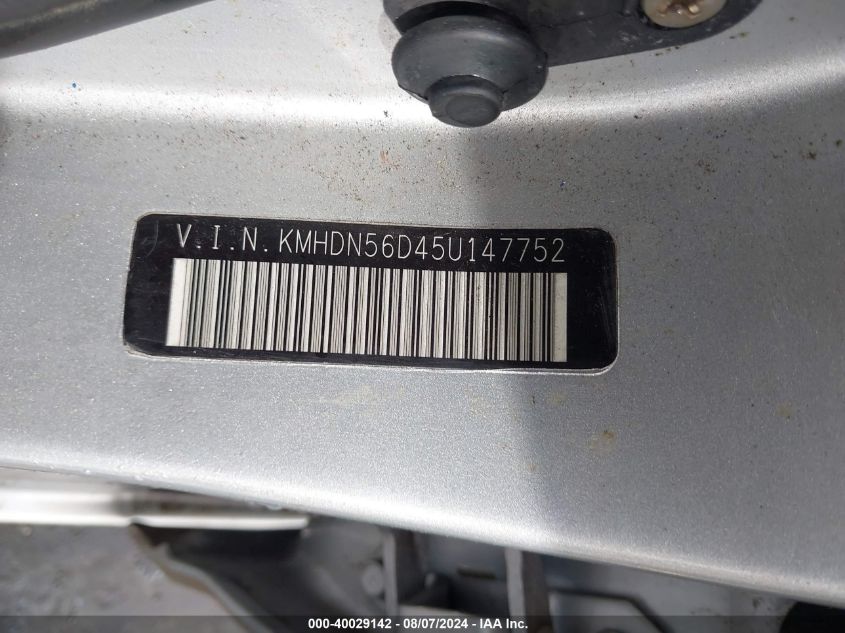 V.I.N. KMHDN56D45U147752
000-40029142 - 08/07/2024 - IAA Inc.